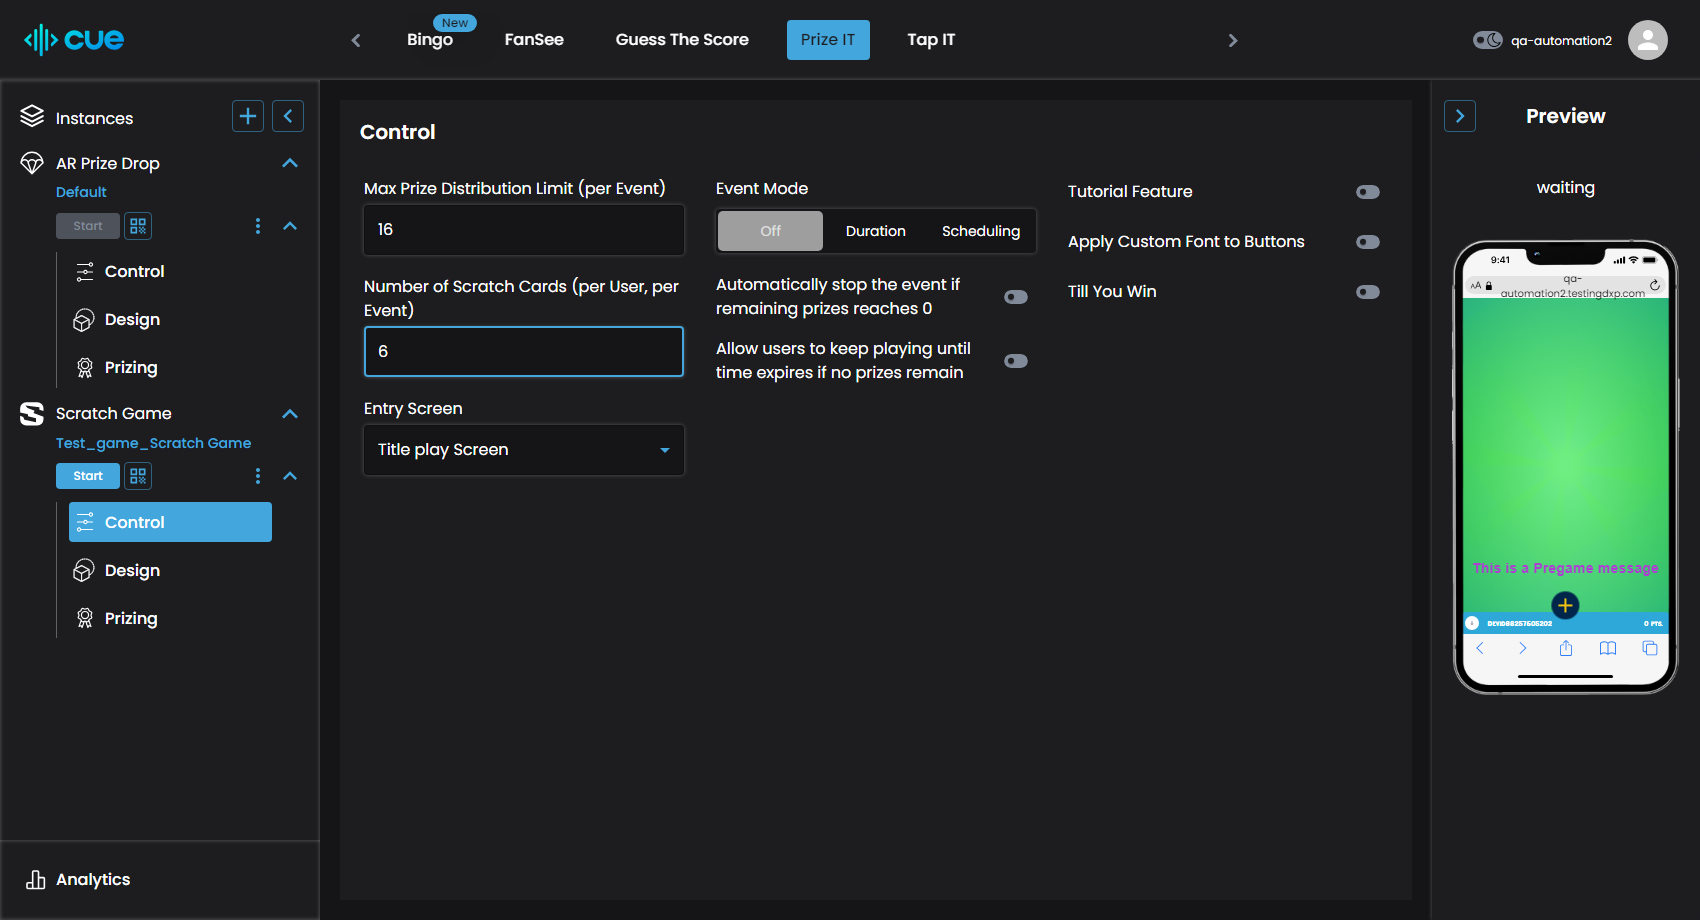 cue
New
Bingo
FanSee
Guess The Score
Prize IT
Tap IT
qa-automation2
Instances
AR Prize Drop
Default
Start
Control
Design
Prizing
Scratch Game
Test_game_Scratch Game
Start
Control
Design
Prizing
Analytics
Control
Max Prize Distribution Limit (per Event)
16
Number of Scratch Cards (per User, per
Event)
6
Entry Screen
Title play Screen
Event Mode
Off
Duration
Scheduling
Automatically stop the event if
remaining prizes reaches 0
Allow users to keep playing until
time expires if no prizes remain
Tutorial Feature
Apply Custom Font to Buttons
Till You Win
Preview
waiting
9:41
AA
qa-
automation2.testingdxp.com
This is a Pregame message
0 PTS.